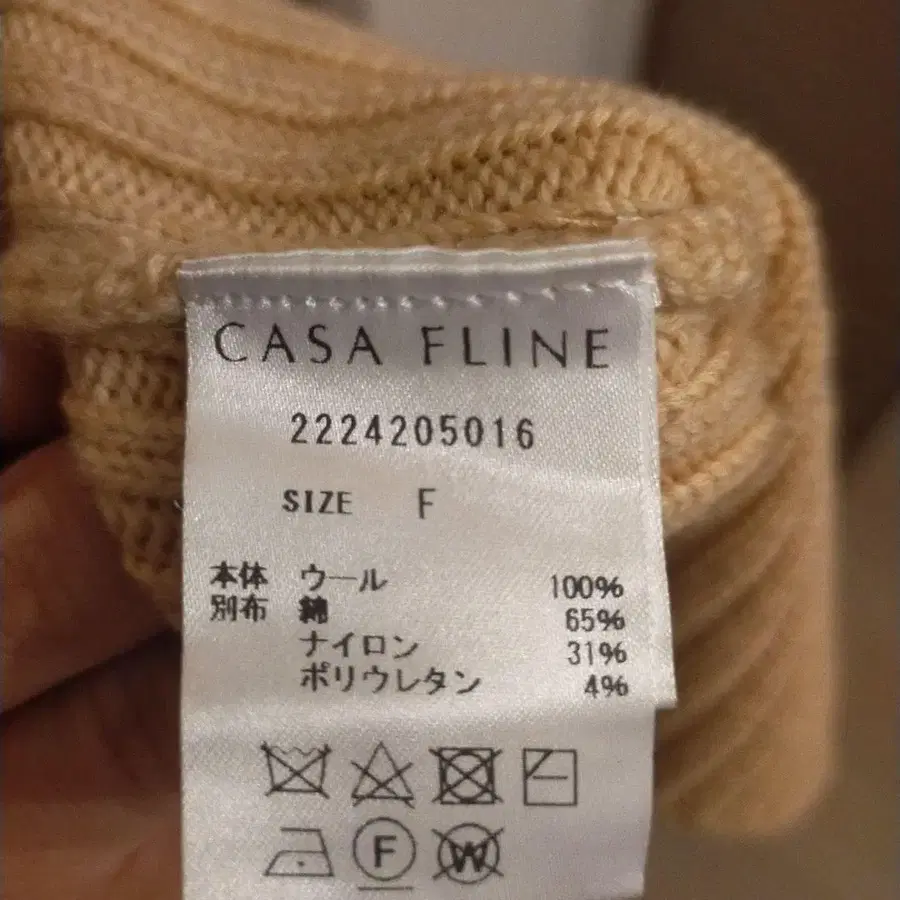 CASA FLINE
2224205016
SIZE F
本体 ウール 100%
別布 綿 65%
ナイロン 31%
ポリウレタン 4%
F
W